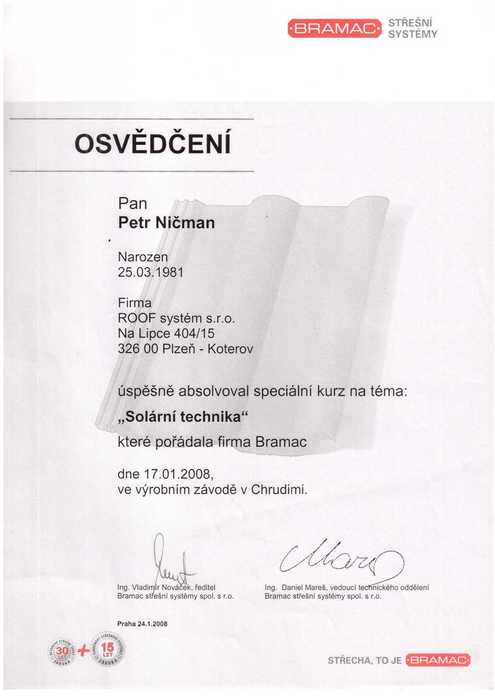 BRAMAC STŘEŠNÍ
SYSTÉMY
OSVĚDČENÍ
Pan
Petr Ničman
Narozen
25.03.1981
Firma
ROOF systém s.r.o.
Na Lipce 404/15
326 00 Plzeň - Koterov
úspěšně absolvoval speciální kurz na téma:
„Solární technika“
které pořádala firma Bramac
dne 17.01.2008,
ve výrobním závodě v Chrudimi.
Ing. Vladimír Nováček, ředitel
Bramac střešní systémy spol. s r.o.
Ing. Daniel Mareš, vedoucí technického oddělení
Bramac střešní systémy spol. s r.o.
Praha 24.1.2008
30 + 15
LET
STŘECHA, TO JE BRAMAC